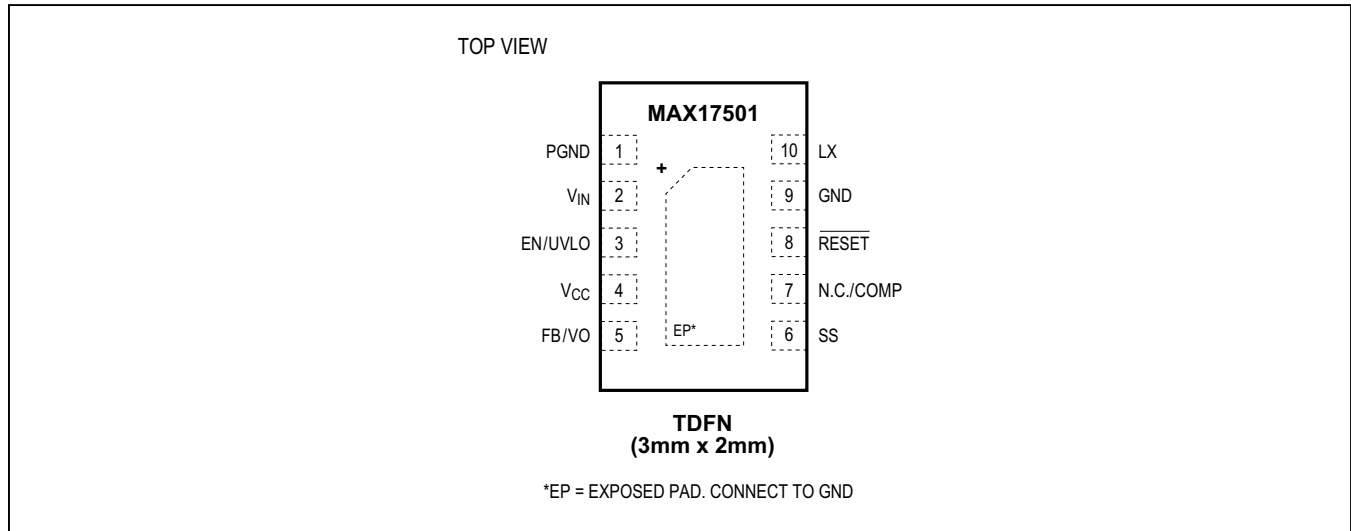 TOP VIEW
MAX17501
PGND 1 10 LX
+
VIN 2 9 GND
EN/UVLO 3 8 RESET
VCC 4 7 N.C./COMP
FB/VO 5 EP* 6 SS
TDFN
(3mm x 2mm)
*EP = EXPOSED PAD. CONNECT TO GND